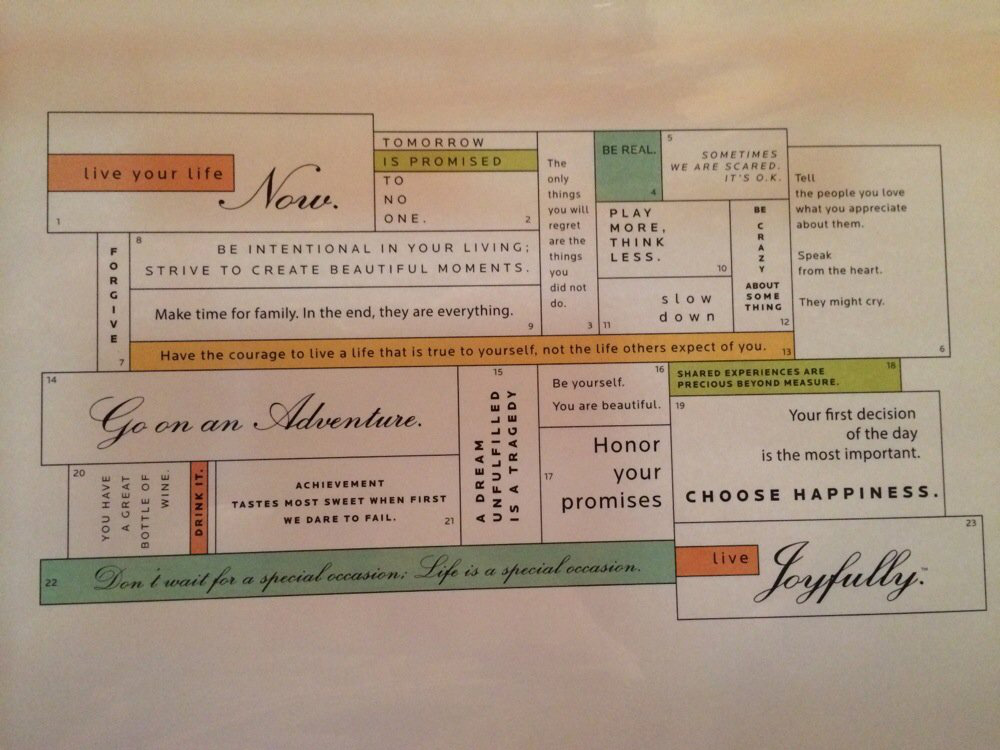 live your life
Now.
1
TOMORROW
IS PROMISED
TO
NO
ONE.
2
The
only
things
you will
regret
are the
things
you
did not
do.
3
BE REAL.
4
5
SOMETIMES
WE ARE SCARED.
IT'S O.K.
Tell
the people you love
what you appreciate
about them.
Speak
from the heart.
They might cry.
6
FORGIVE
7
8
BE INTENTIONAL IN YOUR LIVING;
STRIVE TO CREATE BEAUTIFUL MOMENTS.
Make time for family. In the end, they are everything.
9
PLAY
MORE,
THINK
LESS.
10
slow
down
11
BE
CRAZY
ABOUT
SOME
THING
12
Have the courage to live a life that is true to yourself, not the life others expect of you.
13
14
Go on an Adventure.
15
A DREAM
UNFULFILLED
IS A TRAGEDY
16
Be yourself.
You are beautiful.
17
Honor
your
promises
18
SHARED EXPERIENCES ARE
PRECIOUS BEYOND MEASURE.
19
Your first decision
of the day
is the most important.
CHOOSE HAPPINESS.
20
YOU HAVE
A GREAT
BOTTLE OF
WINE.
DRINK IT.
ACHIEVEMENT
TASTES MOST SWEET WHEN FIRST
WE DARE TO FAIL.
21
22
Don't wait for a special occasion; Life is a special occasion.
23
live
Joyfully.™